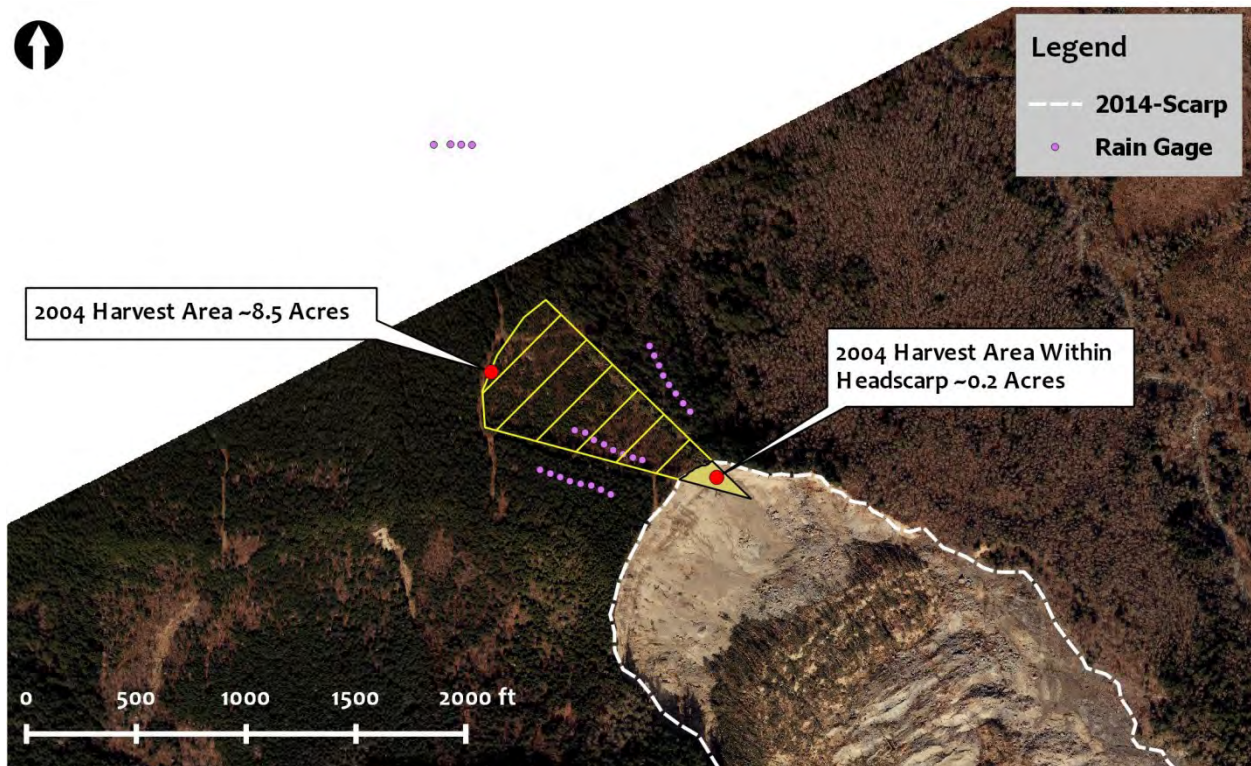 Legend
2014-Scarp
Rain Gage
2004 Harvest Area ~8.5 Acres
2004 Harvest Area Within
Headscarp ~0.2 Acres
0 500 1000 1500 2000 ft